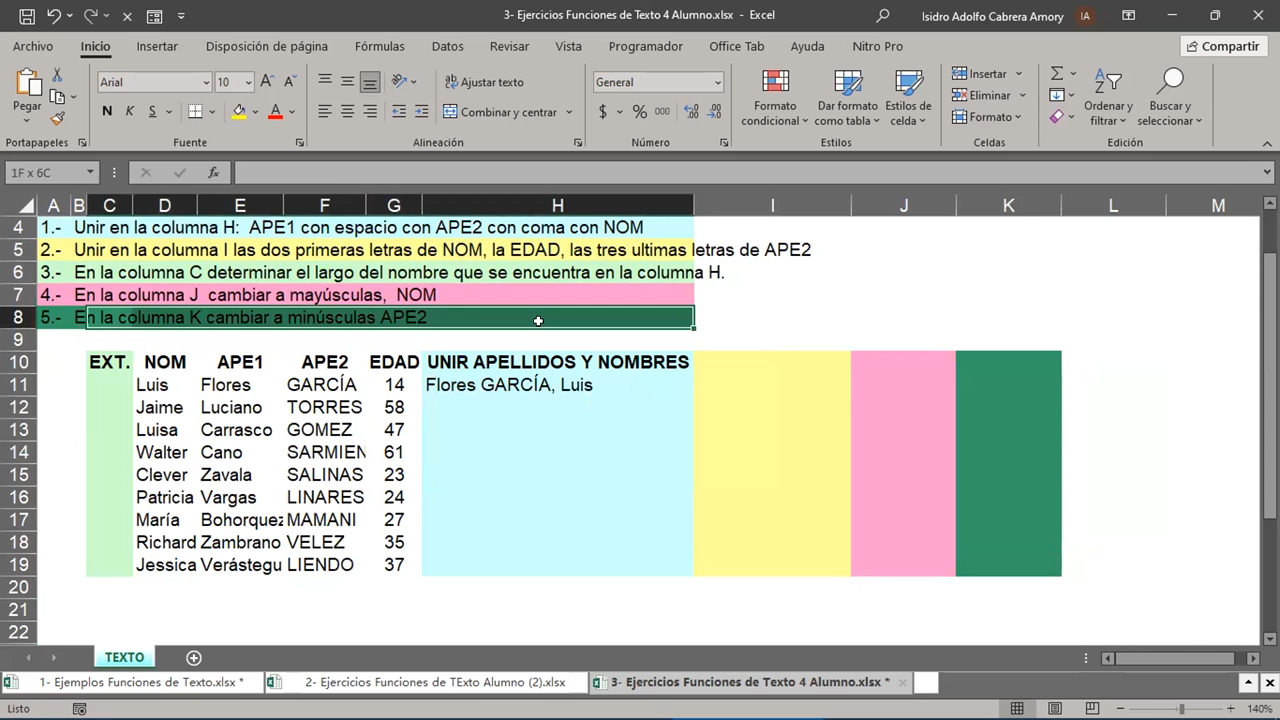 3- Ejercicios Funciones de Texto 4 Alumno.xlsx - Excel
Isidro Adolfo Cabrera Amory IA
Archivo Inicio Insertar Disposición de página Fórmulas Datos Revisar Vista Programador Office Tab Ayuda Nitro Pro Compartir
Pegar Arial 10 Ajustar texto General Formato condicional Dar formato como tabla Estilos de celda Insertar Ordenar y filtrar Buscar y seleccionar
N K S Combinar y centrar $ % 000 Eliminar
Formato
Portapapeles Fuente Alineación Número Estilos Celdas Edición
1F x 6C fx
A B C D E F G H I J K L M
4 1.- Unir en la columna H: APE1 con espacio con APE2 con coma con NOM
5 2.- Unir en la columna I las dos primeras letras de NOM, la EDAD, las tres ultimas letras de APE2
6 3.- En la columna C determinar el largo del nombre que se encuentra en la columna H.
7 4.- En la columna J cambiar a mayúsculas, NOM
8 5.- En la columna K cambiar a minúsculas APE2
9
10 EXT. NOM APE1 APE2 EDAD UNIR APELLIDOS Y NOMBRES
11 Luis Flores GARCÍA 14 Flores GARCÍA, Luis
12 Jaime Luciano TORRES 58
13 Luisa Carrasco GOMEZ 47
14 Walter Cano SARMIEN 61
15 Clever Zavala SALINAS 23
16 Patricia Vargas LINARES 24
17 María Bohorquez MAMANI 27
18 Richard Zambrano VELEZ 35
19 Jessica Verástegu LIENDO 37
20
21
22
TEXTO
1- Ejemplos Funciones de Texto.xlsx * 2- Ejercicios Funciones de TExto Alumno (2).xlsx 3- Ejercicios Funciones de Texto 4 Alumno.xlsx *
Listo 140%